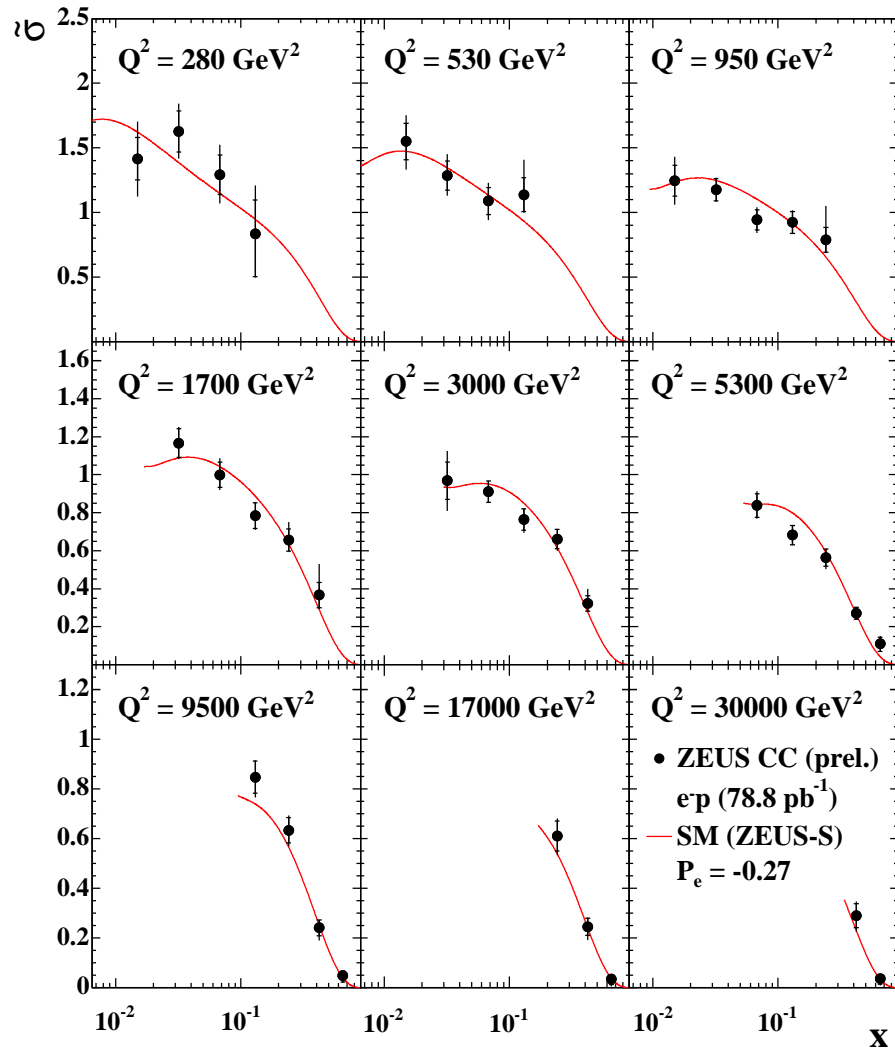 σ̃
2.5
2
1.5
1
0.5
Q² = 280 GeV²
Q² = 530 GeV²
Q² = 950 GeV²
1.6
1.4
1.2
1
0.8
0.6
0.4
0.2
Q² = 1700 GeV²
Q² = 3000 GeV²
Q² = 5300 GeV²
1.2
1
0.8
0.6
0.4
0.2
0
Q² = 9500 GeV²
Q² = 17000 GeV²
Q² = 30000 GeV²
ZEUS CC (prel.)
e⁻p (78.8 pb⁻¹)
SM (ZEUS-S)
Pₑ = -0.27
10⁻² 10⁻¹ 10⁻² 10⁻¹ 10⁻² 10⁻¹
x